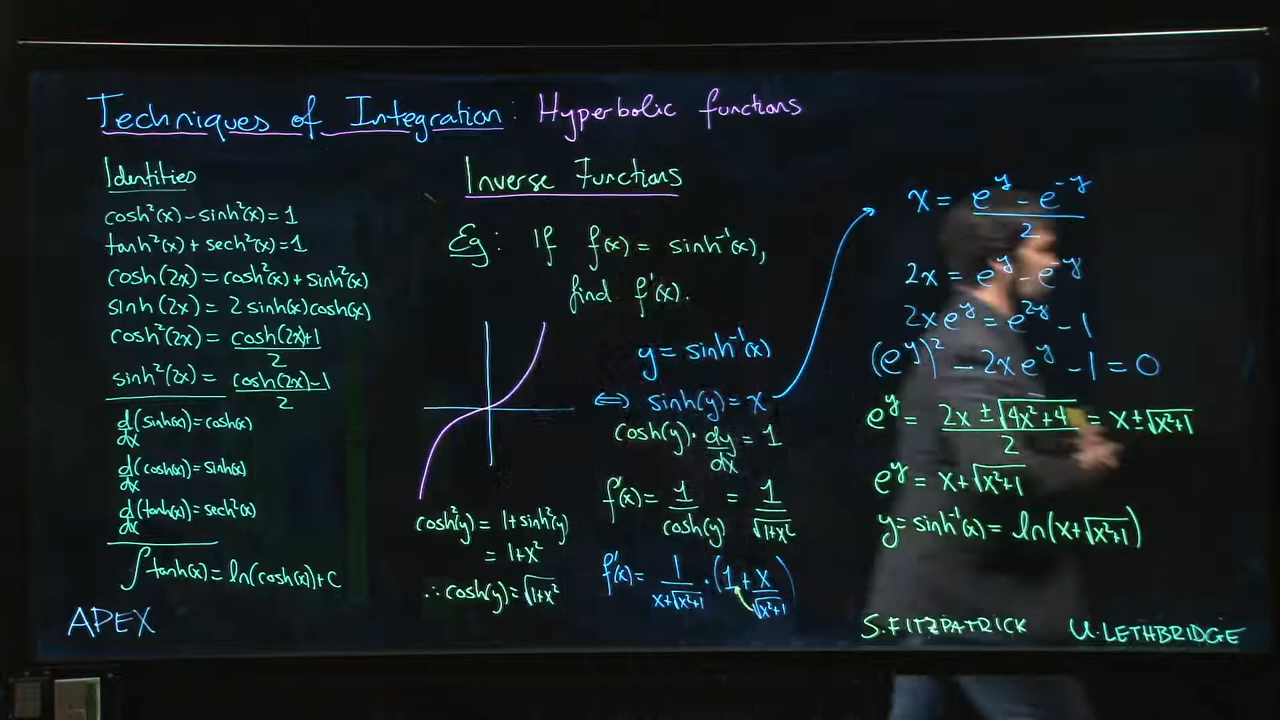 Techniques of Integration: Hyperbolic functions
Identities
cosh²(x) - sinh²(x) = 1
tanh²(x) + sech²(x) = 1
cosh(2x) = cosh²(x) + sinh²(x)
sinh(2x) = 2 sinh(x) cosh(x)
cosh²(2x) = (cosh(2x)+1)/2
sinh²(2x) = (cosh(2x)-1)/2
d/dx (sinh(x)) = cosh(x)
d/dx (cosh(x)) = sinh(x)
d/dx (tanh(x)) = sech²(x)
∫ tanh(x) = ln(cosh(x)) + C
APEX
Inverse Functions
Eg: If f(x) = sinh⁻¹(x),
find f'(x).
y = sinh⁻¹(x)
⇔ sinh(y) = x
cosh(y) · dy/dx = 1
f'(x) = 1/cosh(y) = 1/√(1+x²)
cosh²(y) = 1 + sinh²(y)
= 1+x²
∴ cosh(y) = √(1+x²)
f'(x) = 1/(x+√(x²+1)) · (1 + x/√(x²+1))
x = (e^y - e^-y)/2
2x = e^y - e^-y
2xe^y = e^2y - 1
(e^y)² - 2xe^y - 1 = 0
e^y = (2x ± √(4x²+4))/2 = x ± √(x²+1)
e^y = x + √(x²+1)
y = sinh⁻¹(x) = ln(x+√(x²+1))
S. FITZPATRICK U. LETHBRIDGE